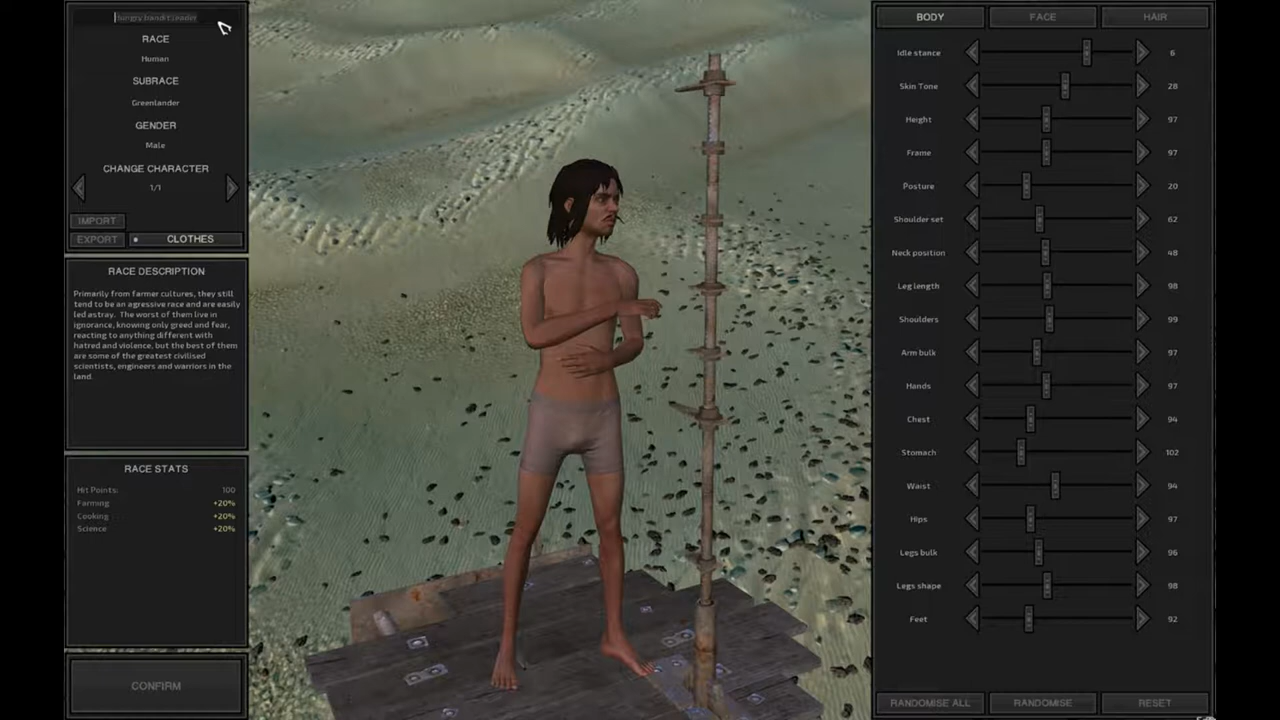 hungry bandit leader
RACE
Human
SUBRACE
Greenlander
GENDER
Male
CHANGE CHARACTER
1/1
IMPORT
EXPORT
CLOTHES
RACE DESCRIPTION
Primarily from farmer cultures, they still
tend to be an agressive race and are easily
led astray. The worst of them live in
ignorance, knowing only greed and fear,
reacting to anything different with
hatred and violence, but the best of them
are some of the greatest civilised
scientists, engineers and warriors in the
land.
RACE STATS
Hit Points: 100
Farming +20%
Cooking +20%
Science +20%
CONFIRM
BODY FACE HAIR
Idle stance 6
Skin Tone 28
Height 97
Frame 97
Posture 20
Shoulder set 62
Neck position 48
Leg length 98
Shoulders 99
Arm bulk 97
Hands 97
Chest 94
Stomach 102
Waist 94
Hips 97
Legs bulk 96
Legs shape 98
Feet 92
RANDOMISE ALL RANDOMISE RESET